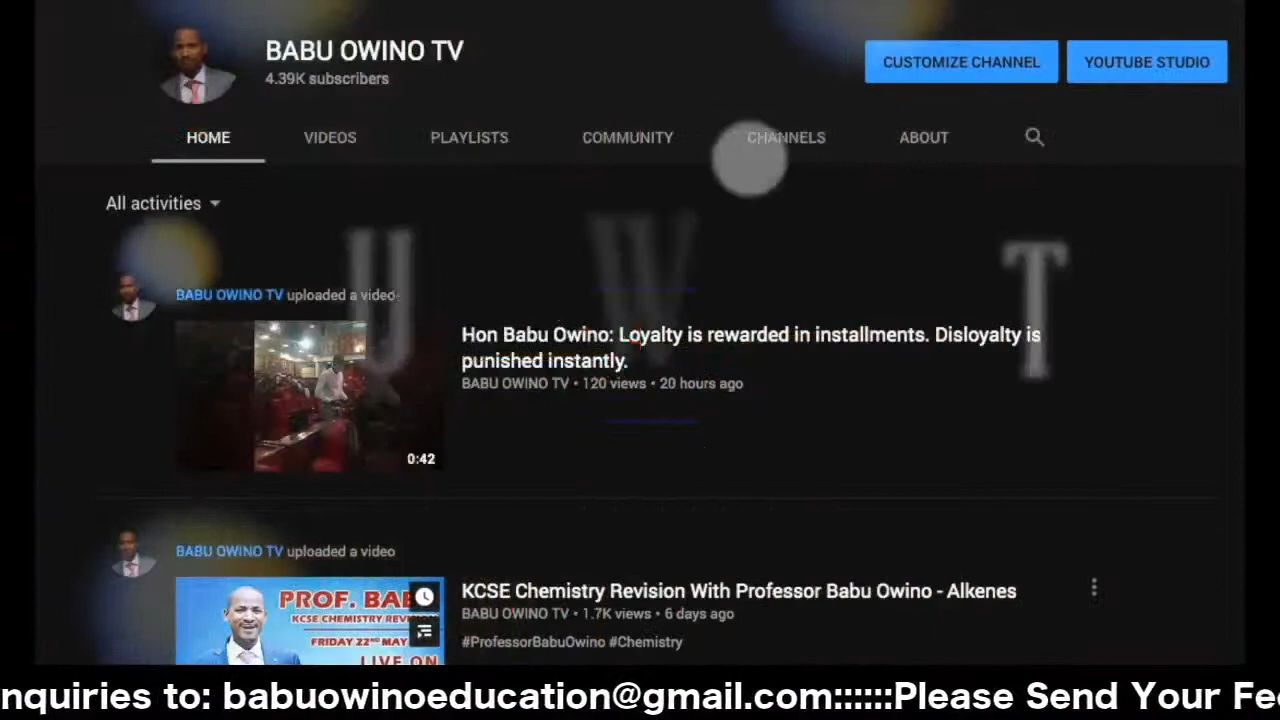 BABU OWINO TV
4.39K subscribers
CUSTOMIZE CHANNEL
YOUTUBE STUDIO
HOME VIDEOS PLAYLISTS COMMUNITY CHANNELS ABOUT
All activities
U W T
BABU OWINO TV uploaded a video
Hon Babu Owino: Loyalty is rewarded in installments. Disloyalty is
punished instantly.
BABU OWINO TV • 120 views • 20 hours ago
0:42
BABU OWINO TV uploaded a video
PROF. BAB
KCSE CHEMISTRY REVISION
FRIDAY 22ND MAY
LIVE ON
KCSE Chemistry Revision With Professor Babu Owino - Alkenes
BABU OWINO TV • 1.7K views • 6 days ago
#ProfessorBabuOwino #Chemistry
nquiries to: babuowinoeducation@gmail.com::::::Please Send Your Fee